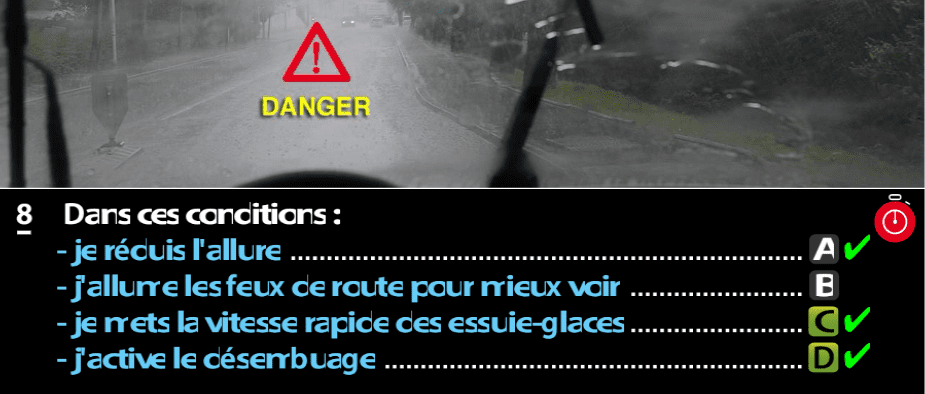 DANGER
8 Dans ces conditions :
- je réduis l'allure ........................ A ✔
- j'allume les feux de route pour mieux voir ........................ B
- je mets la vitesse rapide des essuie-glaces ........................ C ✔
- j'active le désembuage ........................ D ✔